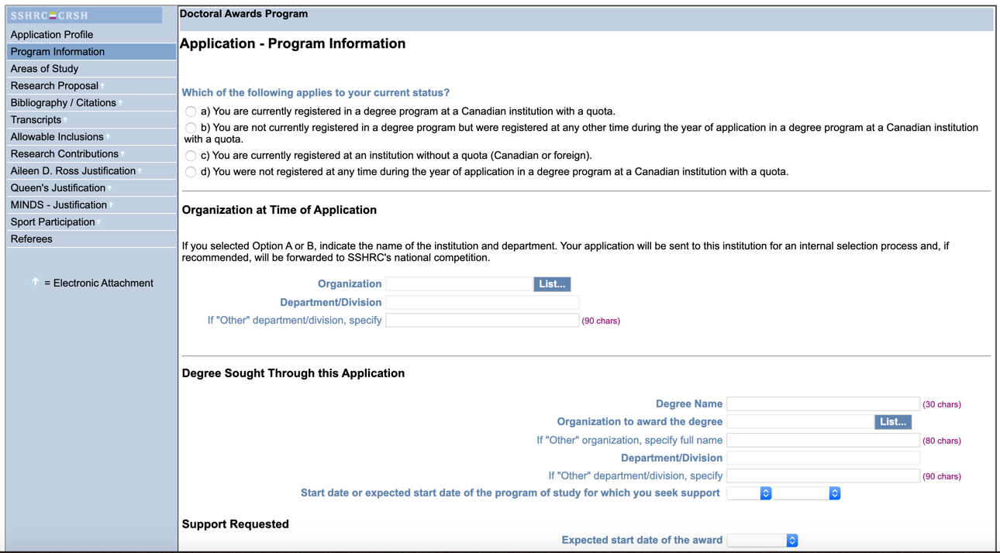 SSHRC CRSH
Application Profile
Program Information
Areas of Study
Research Proposal
Bibliography / Citations
Transcripts
Allowable Inclusions
Research Contributions
Aileen D. Ross Justification
Queen's Justification
MINDS - Justification
Sport Participation
Referees
↑ = Electronic Attachment
Doctoral Awards Program
Application - Program Information
Which of the following applies to your current status?
a) You are currently registered in a degree program at a Canadian institution with a quota.
b) You are not currently registered in a degree program but were registered at any other time during the year of application in a degree program at a Canadian institution
with a quota.
c) You are currently registered at an institution without a quota (Canadian or foreign).
d) You were not registered at any time during the year of application in a degree program at a Canadian institution with a quota.
Organization at Time of Application
If you selected Option A or B, indicate the name of the institution and department. Your application will be sent to this institution for an internal selection process and, if
recommended, will be forwarded to SSHRC's national competition.
Organization List...
Department/Division
If "Other" department/division, specify (90 chars)
Degree Sought Through this Application
Degree Name (30 chars)
Organization to award the degree List...
If "Other" organization, specify full name (80 chars)
Department/Division
If "Other" department/division, specify (90 chars)
Start date or expected start date of the program of study for which you seek support
Support Requested
Expected start date of the award